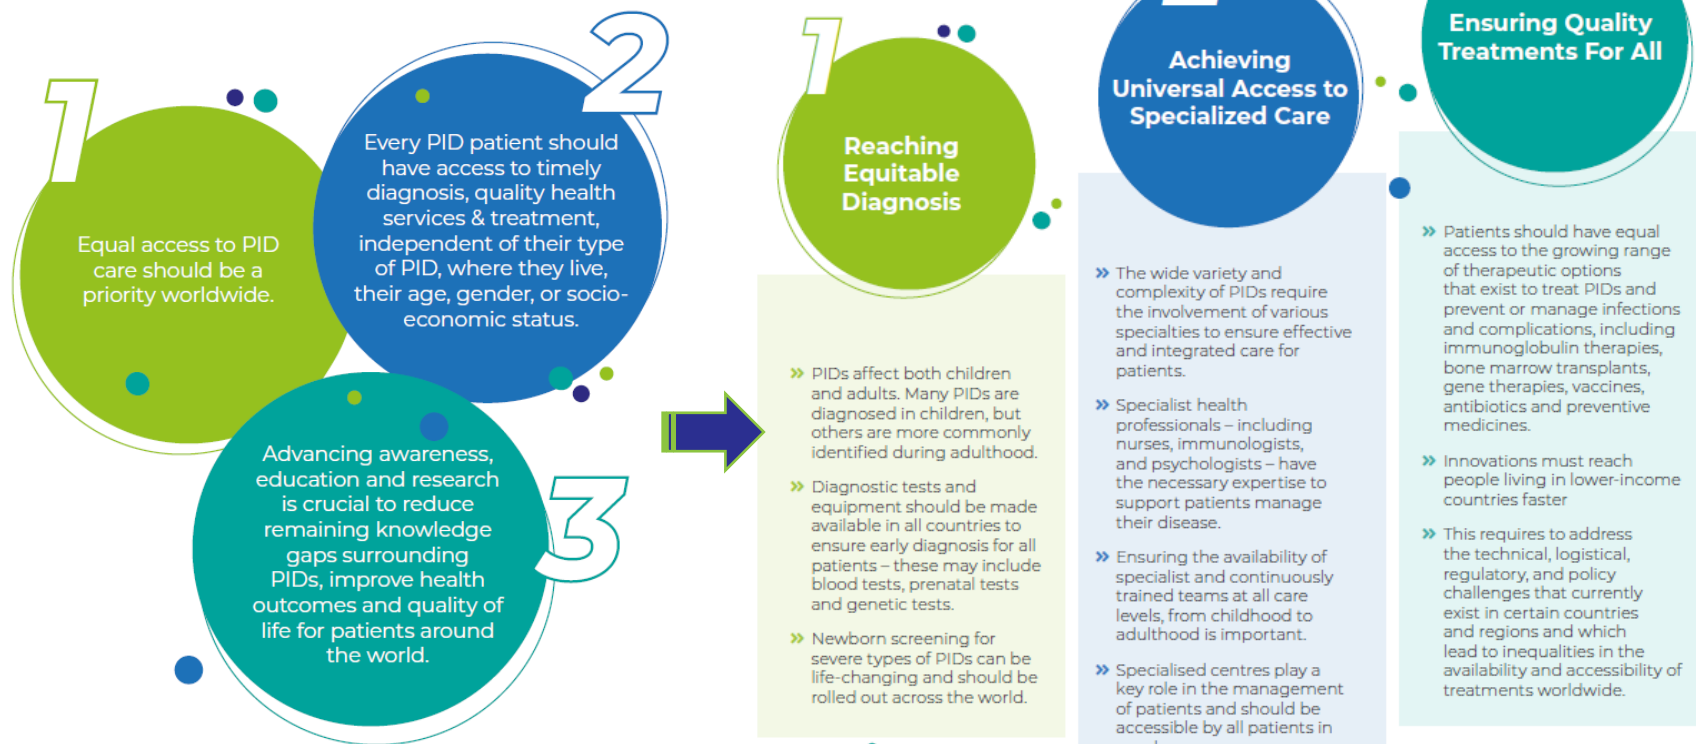 1
Equal access to PID
care should be a
priority worldwide.
2
Every PID patient should
have access to timely
diagnosis, quality health
services & treatment,
independent of their type
of PID, where they live,
their age, gender, or socio-
economic status.
3
Advancing awareness,
education and research
is crucial to reduce
remaining knowledge
gaps surrounding
PIDs, improve health
outcomes and quality of
life for patients around
the world.
1
Reaching
Equitable
Diagnosis
» PIDs affect both children
and adults. Many PIDs are
diagnosed in children, but
others are more commonly
identified during adulthood.
» Diagnostic tests and
equipment should be made
available in all countries to
ensure early diagnosis for all
patients – these may include
blood tests, prenatal tests
and genetic tests.
» Newborn screening for
severe types of PIDs can be
life-changing and should be
rolled out across the world.
Achieving
Universal Access to
Specialized Care
» The wide variety and
complexity of PIDs require
the involvement of various
specialties to ensure effective
and integrated care for
patients.
» Specialist health
professionals – including
nurses, immunologists,
and psychologists – have
the necessary expertise to
support patients manage
their disease.
» Ensuring the availability of
specialist and continuously
trained teams at all care
levels, from childhood to
adulthood is important.
» Specialised centres play a
key role in the management
of patients and should be
accessible by all patients in
Ensuring Quality
Treatments For All
» Patients should have equal
access to the growing range
of therapeutic options
that exist to treat PIDs and
prevent or manage infections
and complications, including
immunoglobulin therapies,
bone marrow transplants,
gene therapies, vaccines,
antibiotics and preventive
medicines.
» Innovations must reach
people living in lower-income
countries faster
» This requires to address
the technical, logistical,
regulatory, and policy
challenges that currently
exist in certain countries
and regions and which
lead to inequalities in the
availability and accessibility of
treatments worldwide.